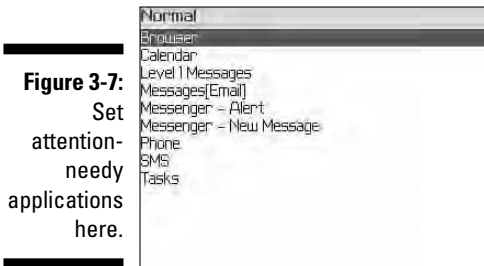 Figure 3-7:
Set
attention-
needy
applications
here.
Normal
Browser
Calendar
Level 1 Messages
Messages[Email]
Messenger - Alert
Messenger - New Message
Phone
SMS
Tasks